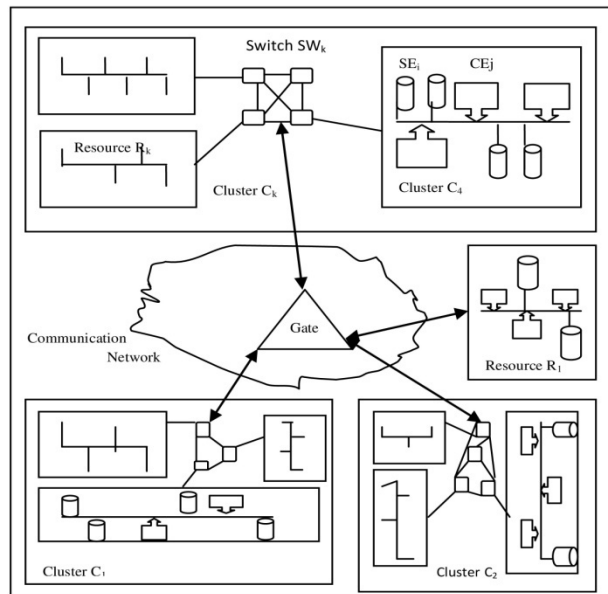 Switch SWₖ
SEᵢ CEj
Resource Rₖ
Cluster Cₖ
Cluster C₄
Gate
Communication
Network
Resource R₁
Cluster C₁
Cluster C₂